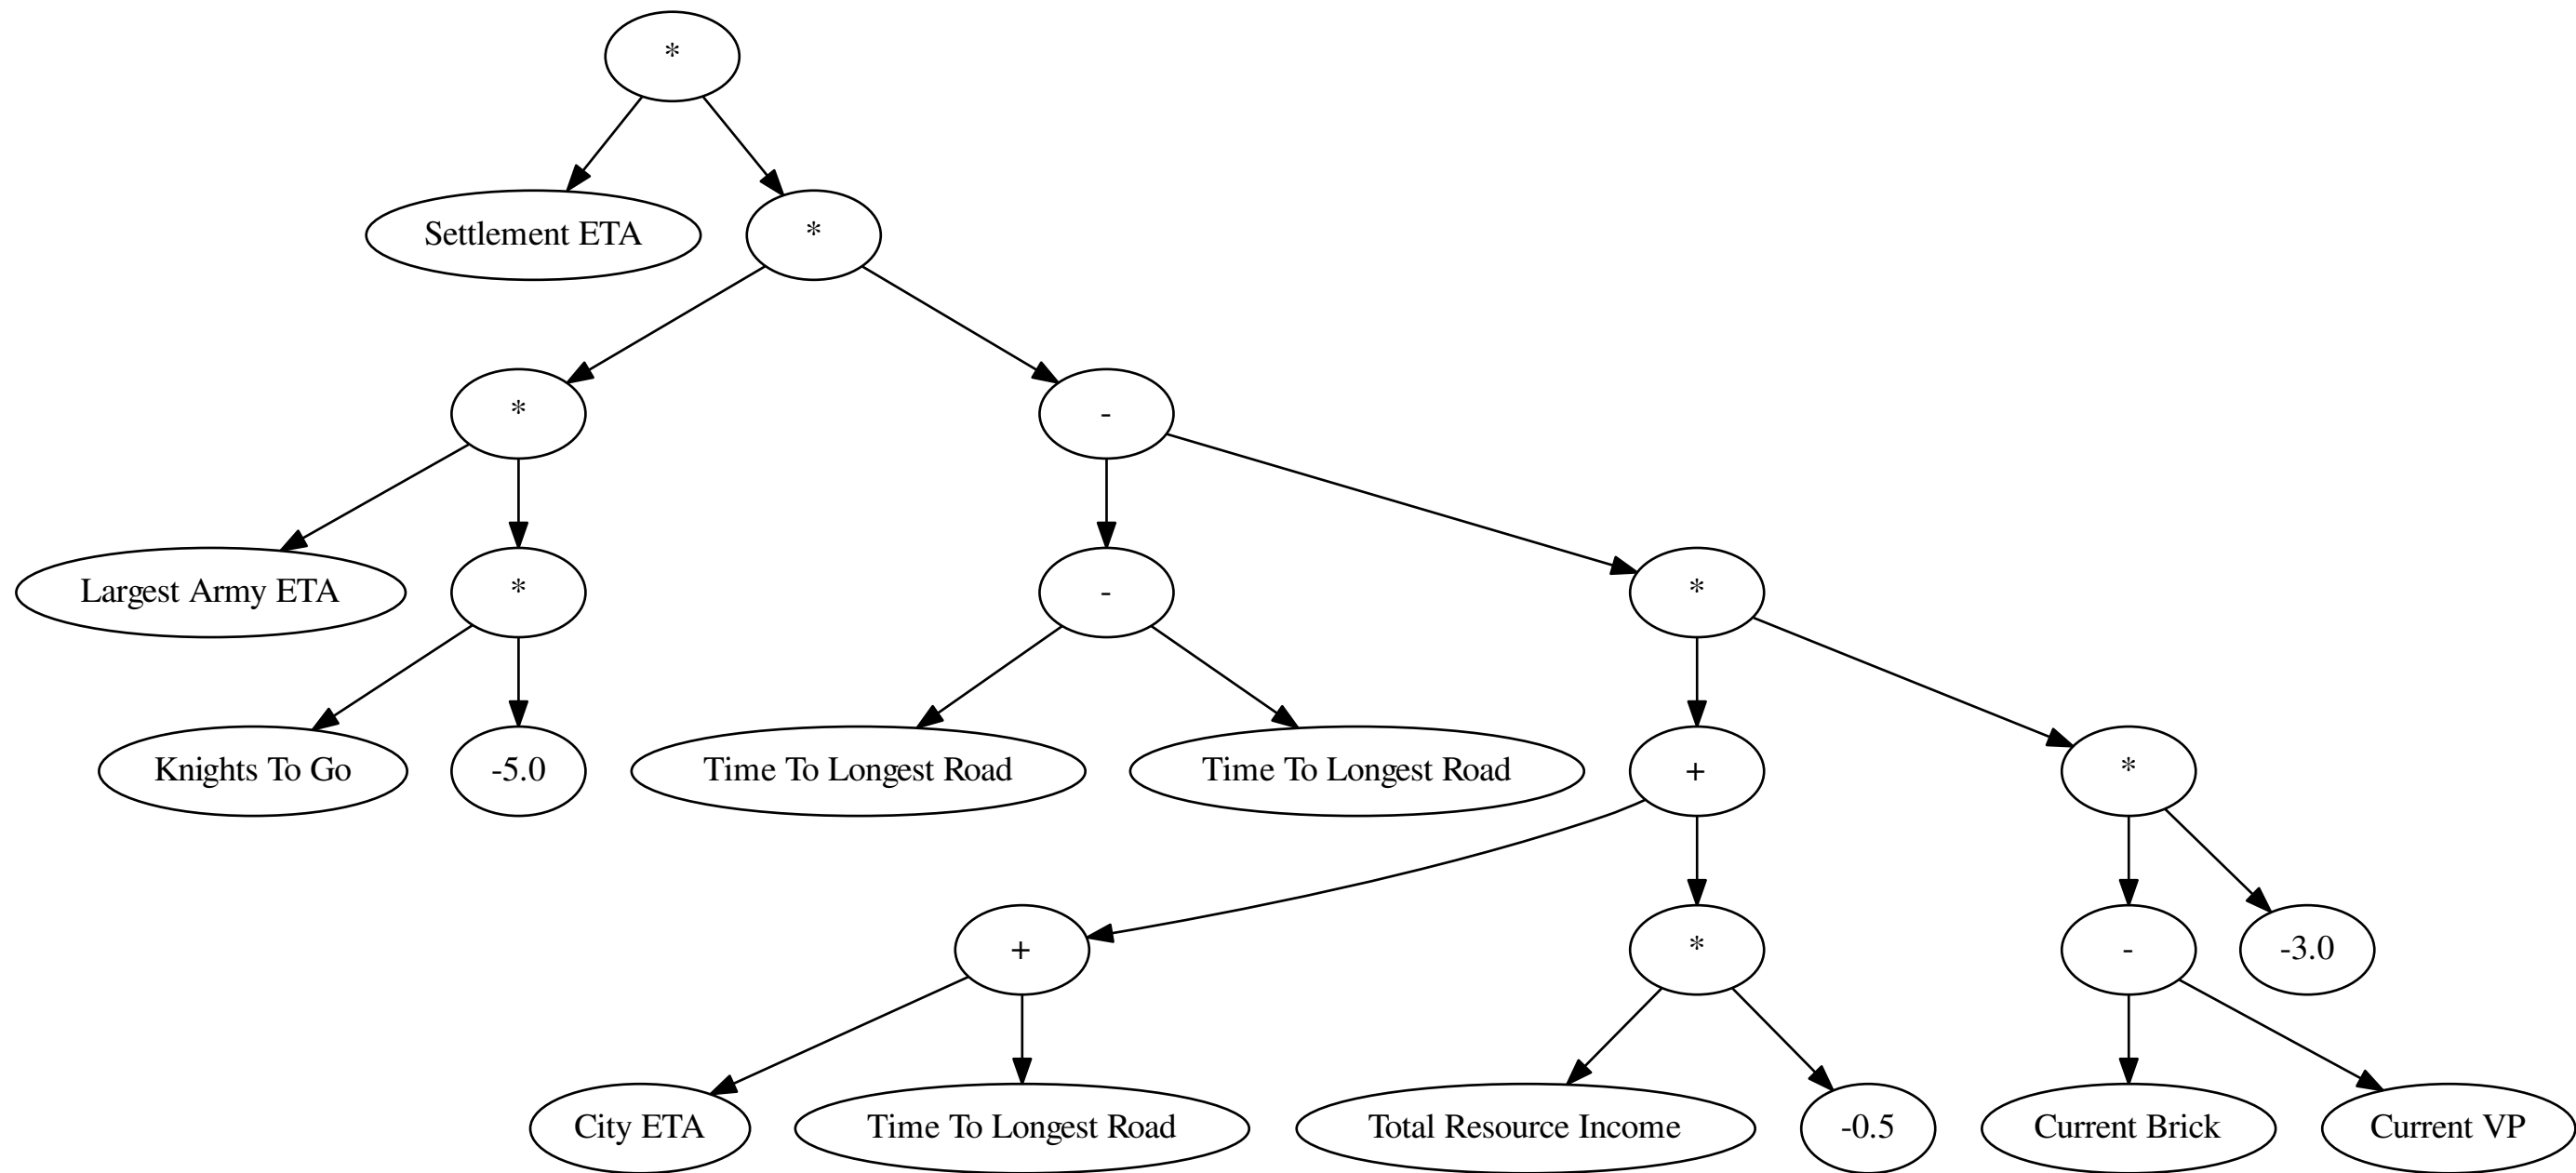 *
Settlement ETA
*
*
-
Largest Army ETA
*
-
*
Knights To Go
-5.0
Time To Longest Road
Time To Longest Road
+
*
+
*
-
-3.0
City ETA
Time To Longest Road
Total Resource Income
-0.5
Current Brick
Current VP